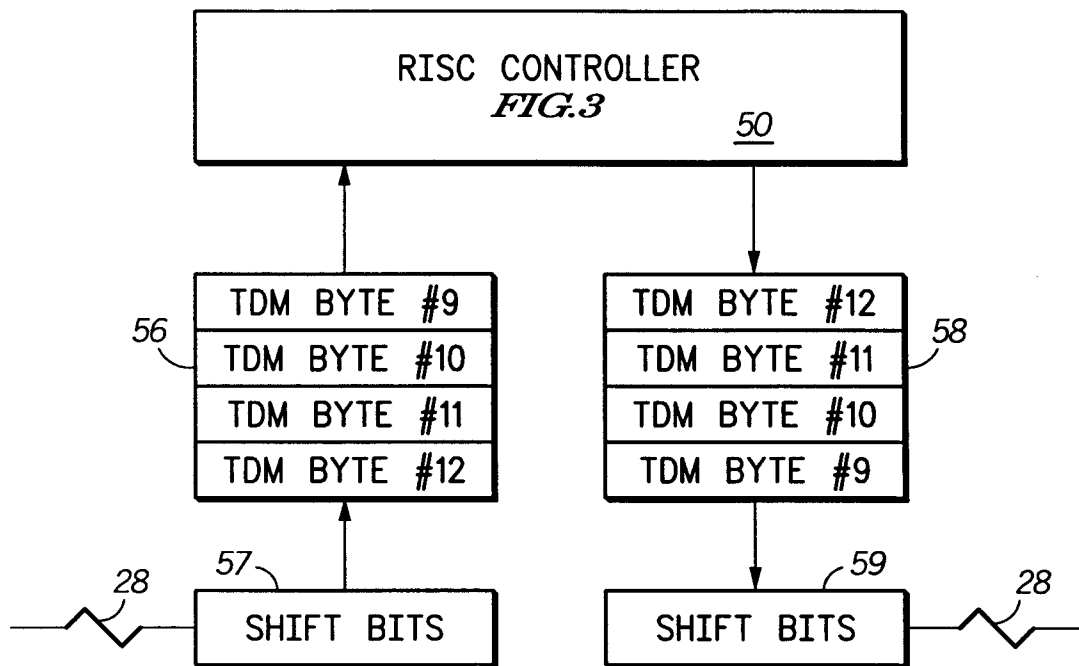 RISC CONTROLLER
FIG.3
50
56
TDM BYTE #9
TDM BYTE #10
TDM BYTE #11
TDM BYTE #12
TDM BYTE #12
TDM BYTE #11
TDM BYTE #10
TDM BYTE #9
58
28
57
SHIFT BITS
59
SHIFT BITS
28